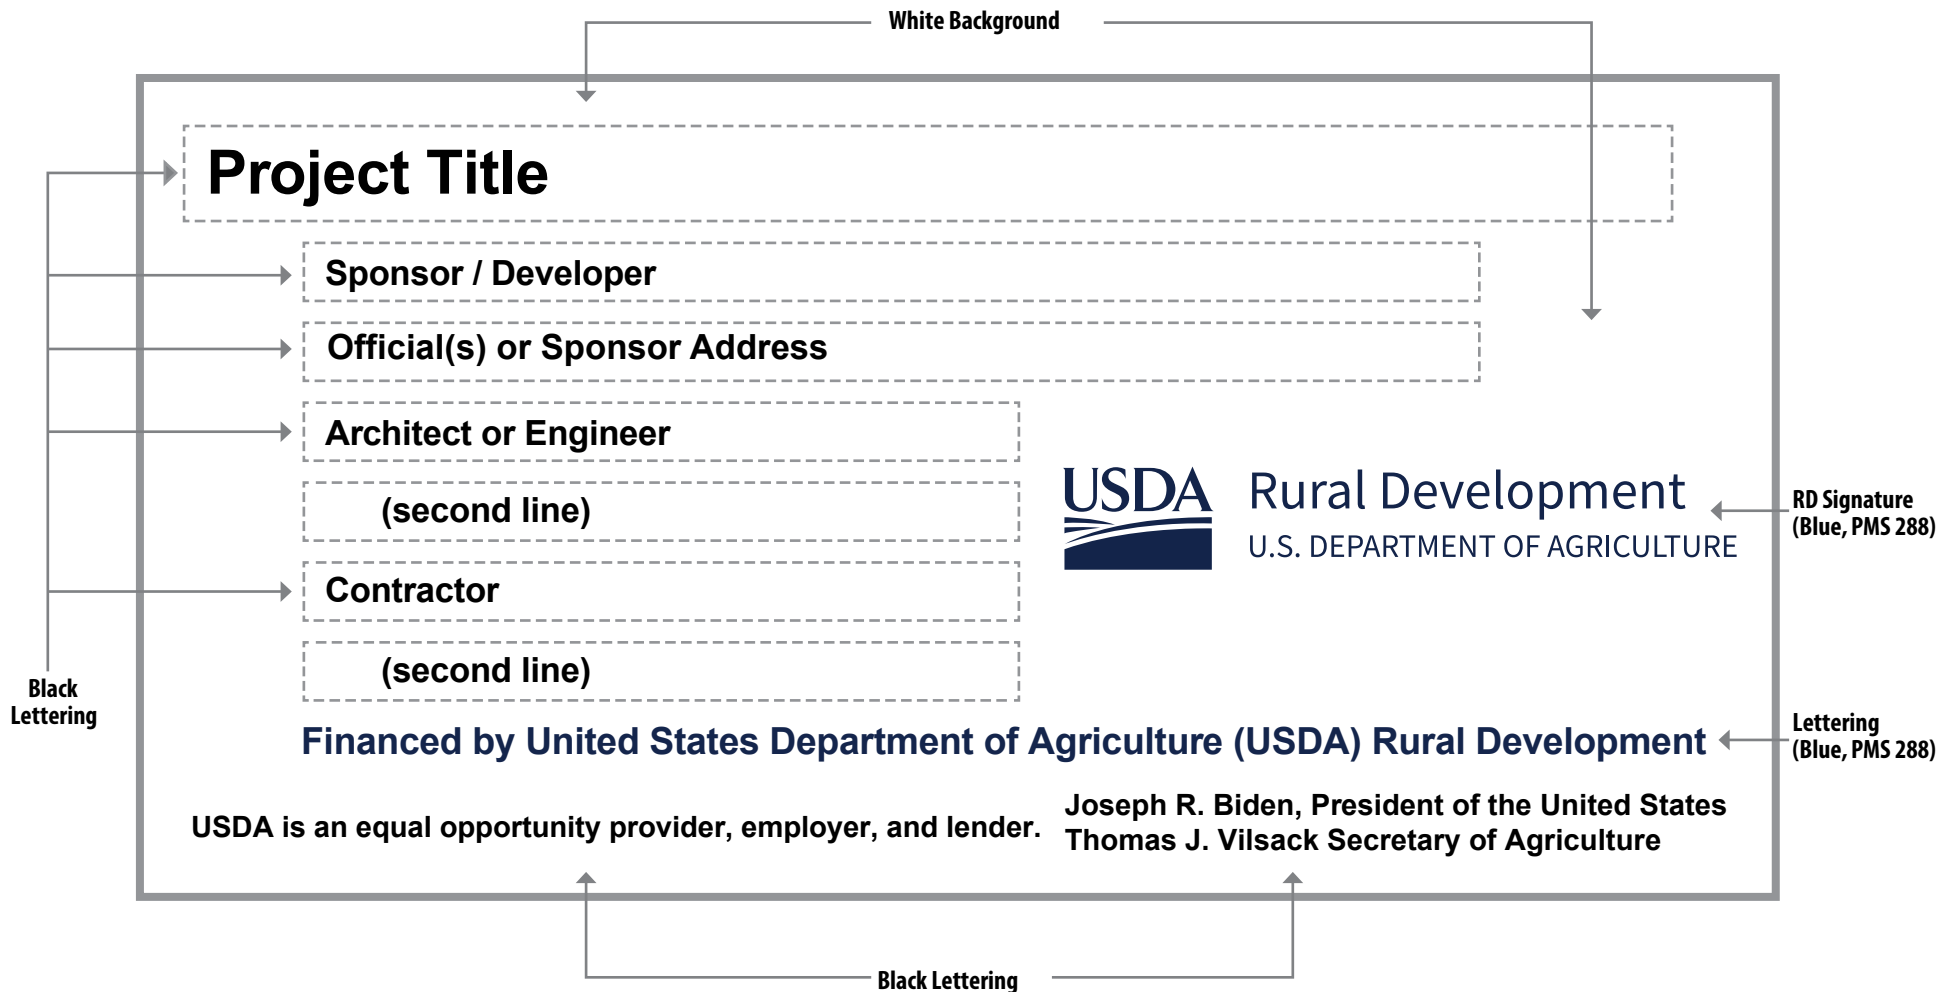 White Background
Project Title
Sponsor / Developer
Official(s) or Sponsor Address
Architect or Engineer
(second line)
USDA
Rural Development
U.S. DEPARTMENT OF AGRICULTURE
RD Signature
(Blue, PMS 288)
Contractor
(second line)
Black
Lettering
Financed by United States Department of Agriculture (USDA) Rural Development
Lettering
(Blue, PMS 288)
USDA is an equal opportunity provider, employer, and lender.
Joseph R. Biden, President of the United States
Thomas J. Vilsack Secretary of Agriculture
Black Lettering